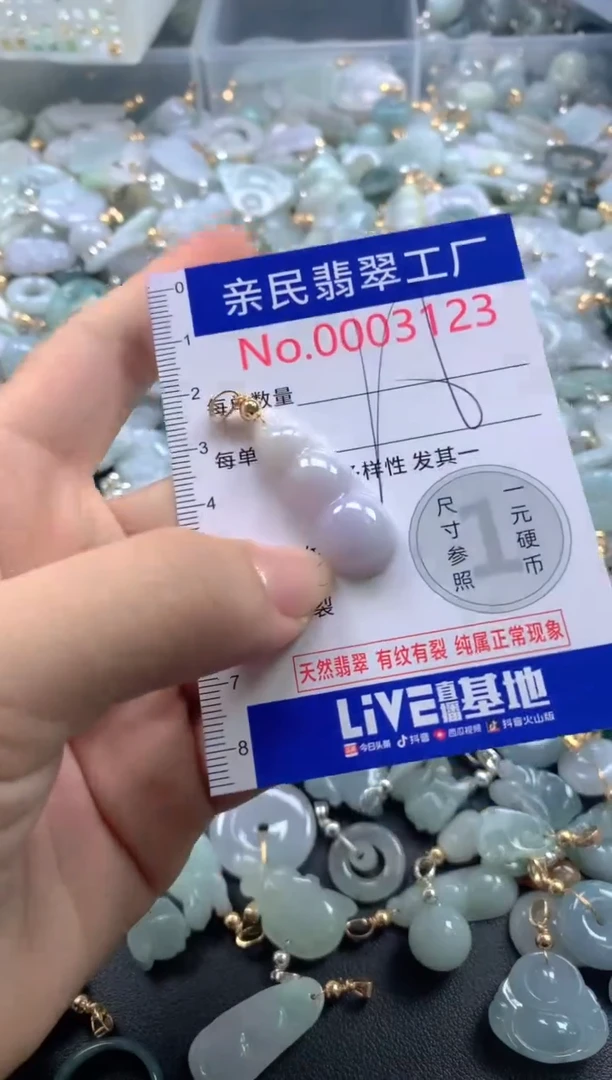 0
亲民翡翠工厂
1
No.0003123
2
每单数量
3
每单
多样性 发其一
4
尺寸参照
1
一元硬币
裂
天然翡翠 有纹有裂 纯属正常现象
7
LiVE直播基地
8
今日头条 抖音 西瓜视频 抖音火山版